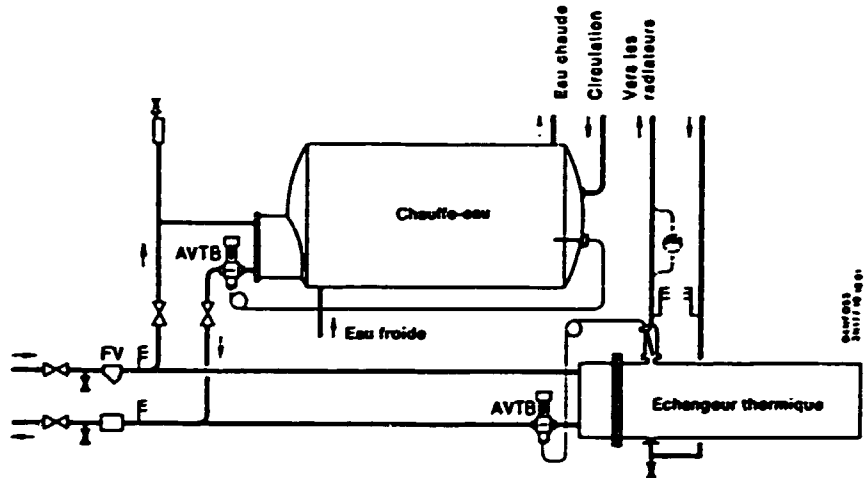 Eau chaude
Circulation
Vers les
radiateurs
Chauffe-eau
AVTB
Eau froide
FV
AVTB
Echangeur thermique